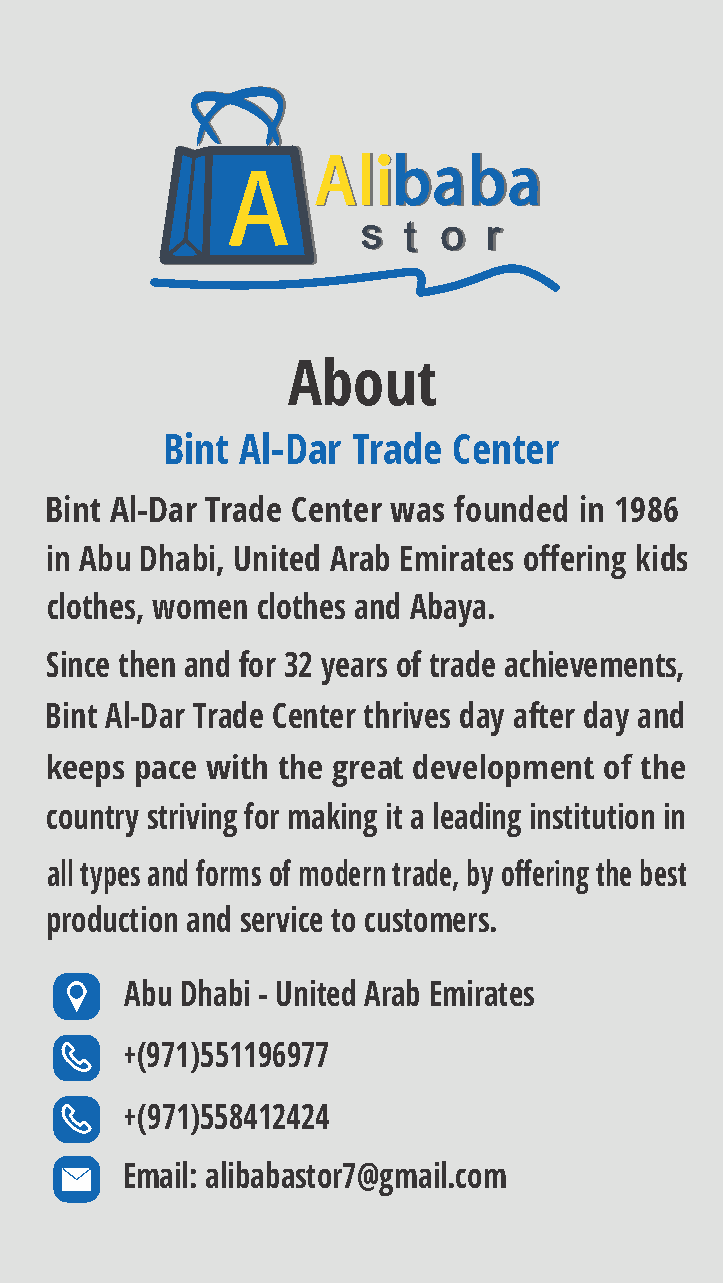 A
Alibaba
stor
About
Bint Al-Dar Trade Center
Bint Al-Dar Trade Center was founded in 1986
in Abu Dhabi, United Arab Emirates offering kids
clothes, women clothes and Abaya.
Since then and for 32 years of trade achievements,
Bint Al-Dar Trade Center thrives day after day and
keeps pace with the great development of the
country striving for making it a leading institution in
all types and forms of modern trade, by offering the best
production and service to customers.
Abu Dhabi - United Arab Emirates
+(971)551196977
+(971)558412424
Email: alibabastor7@gmail.com